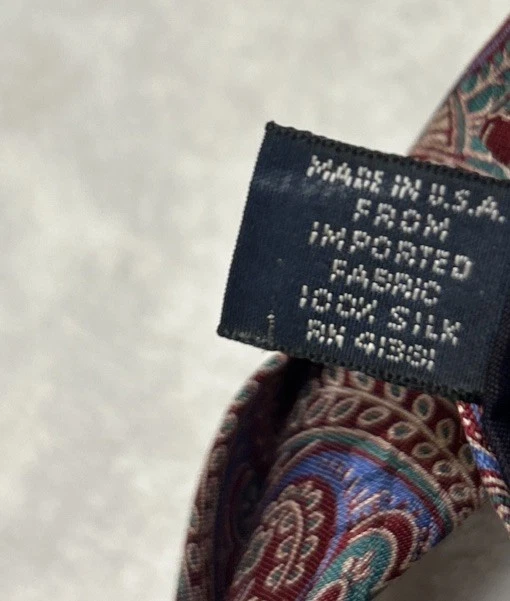 MADE IN U.S.A.
FROM
IMPORTED
FABRIC
100% SILK
RN 41381